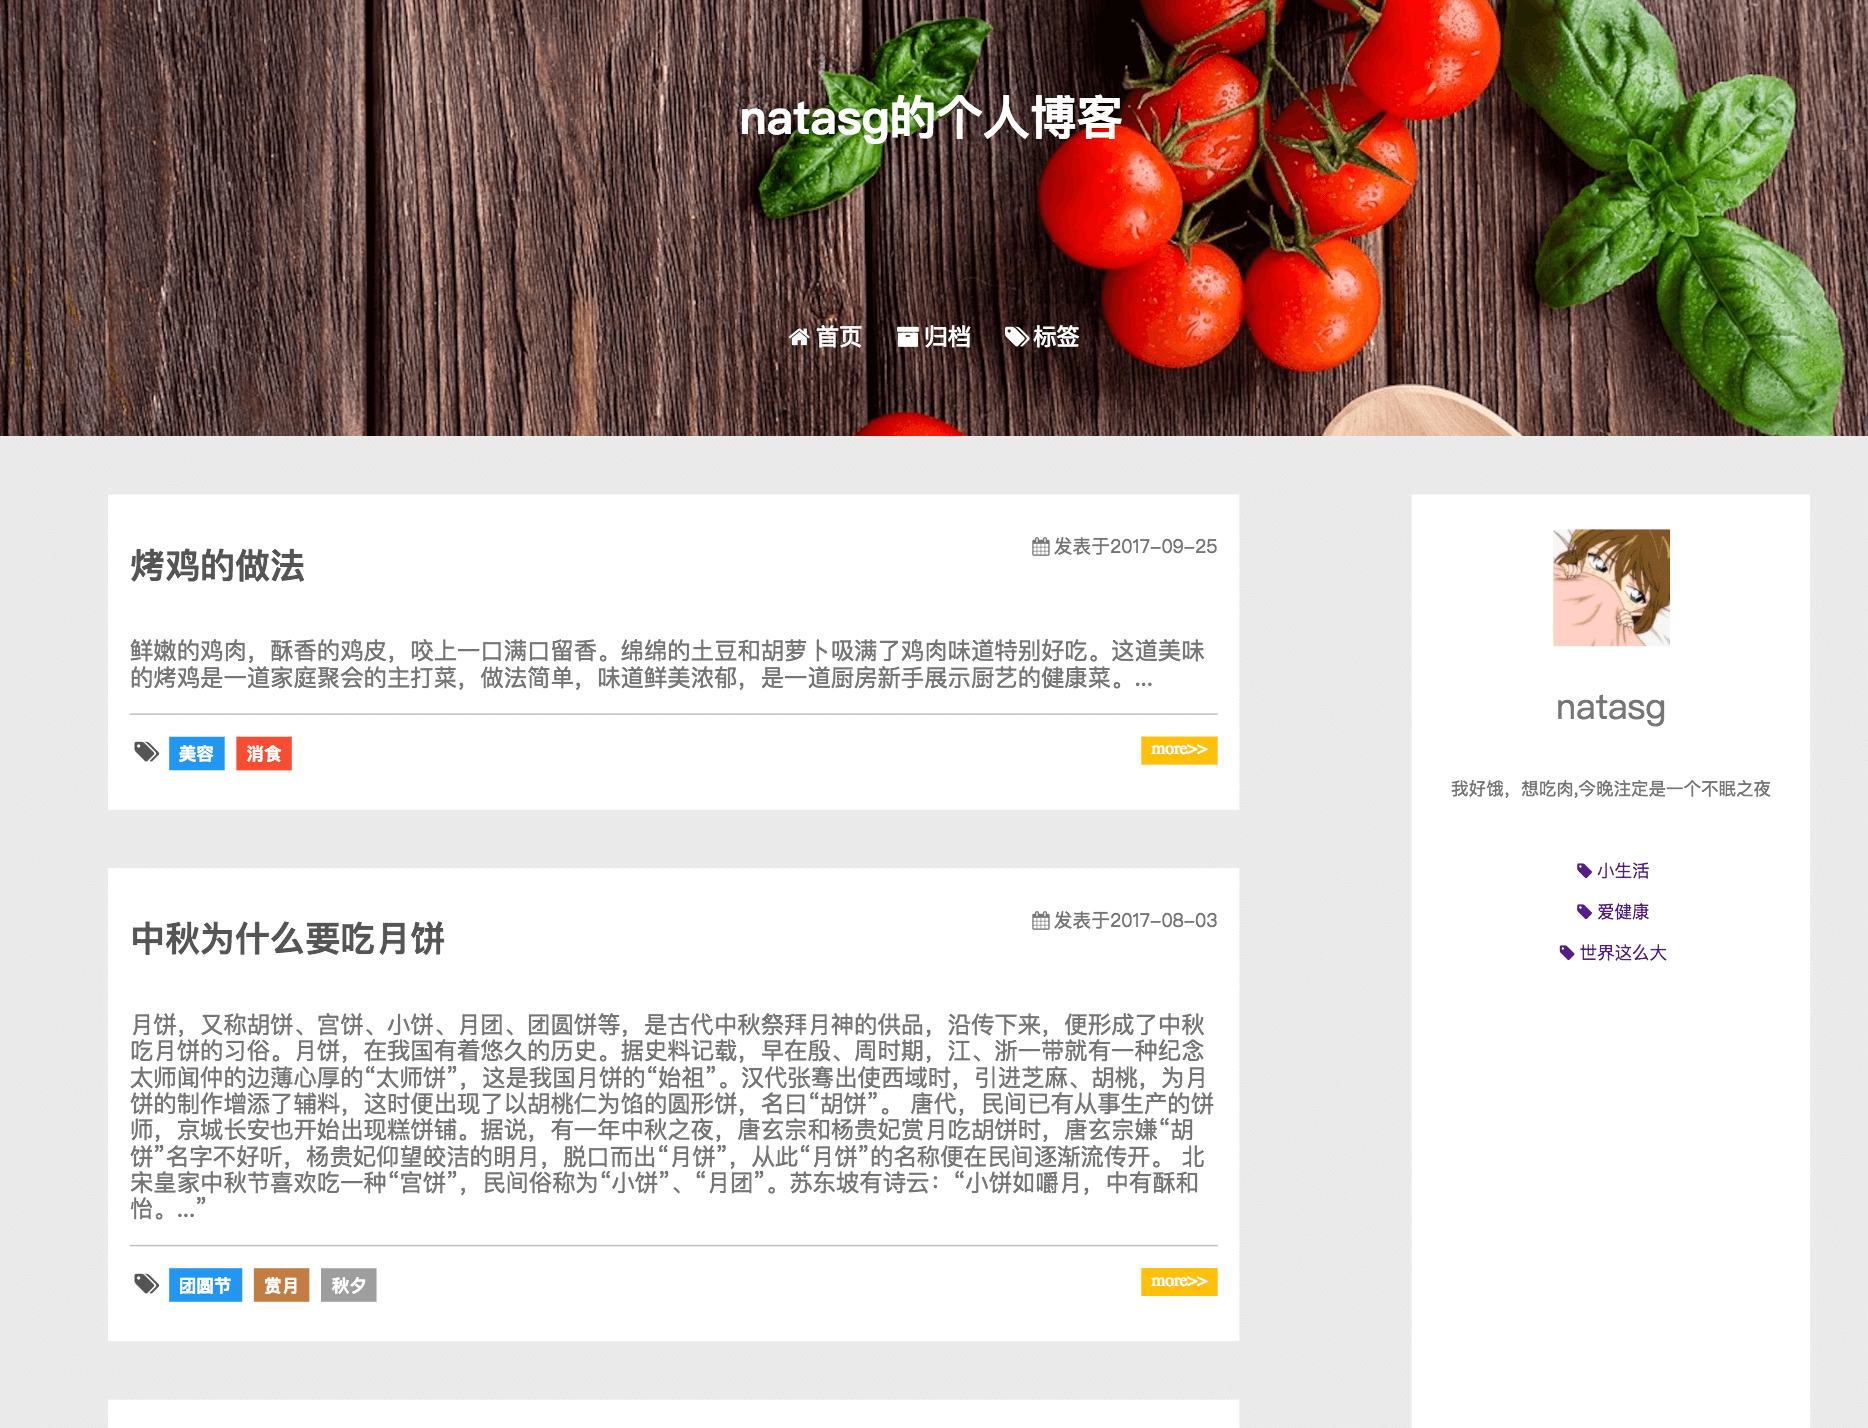 natasg的个人博客
首页 归档 标签
烤鸡的做法
发表于2017-09-25
鲜嫩的鸡肉，酥香的鸡皮，咬上一口满口留香。绵绵的土豆和胡萝卜吸满了鸡肉味道特别好吃。这道美味
的烤鸡是一道家庭聚会的主打菜，做法简单，味道鲜美浓郁，是一道厨房新手展示厨艺的健康菜。...
美容 消食
more>>
中秋为什么要吃月饼
发表于2017-08-03
月饼，又称胡饼、宫饼、小饼、月团、团圆饼等，是古代中秋祭拜月神的供品，沿传下来，便形成了中秋
吃月饼的习俗。月饼，在我国有着悠久的历史。据史料记载，早在殷、周时期，江、浙一带就有一种纪念
太师闻仲的边薄心厚的“太师饼”，这是我国月饼的“始祖”。汉代张骞出使西域时，引进芝麻、胡桃，为月
饼的制作增添了辅料，这时便出现了以胡桃仁为馅的圆形饼，名曰“胡饼”。 唐代，民间已有从事生产的饼
师，京城长安也开始出现糕饼铺。据说，有一年中秋之夜，唐玄宗和杨贵妃赏月吃胡饼时，唐玄宗嫌“胡
饼”名字不好听，杨贵妃仰望皎洁的明月，脱口而出“月饼”，从此“月饼”的名称便在民间逐渐流传开。 北
宋皇家中秋节喜欢吃一种“宫饼”，民间俗称为“小饼”、“月团”。苏东坡有诗云：“小饼如嚼月，中有酥和
怡。...”
团圆节 赏月 秋夕
more>>
natasg
我好饿，想吃肉,今晚注定是一个不眠之夜
小生活
爱健康
世界这么大